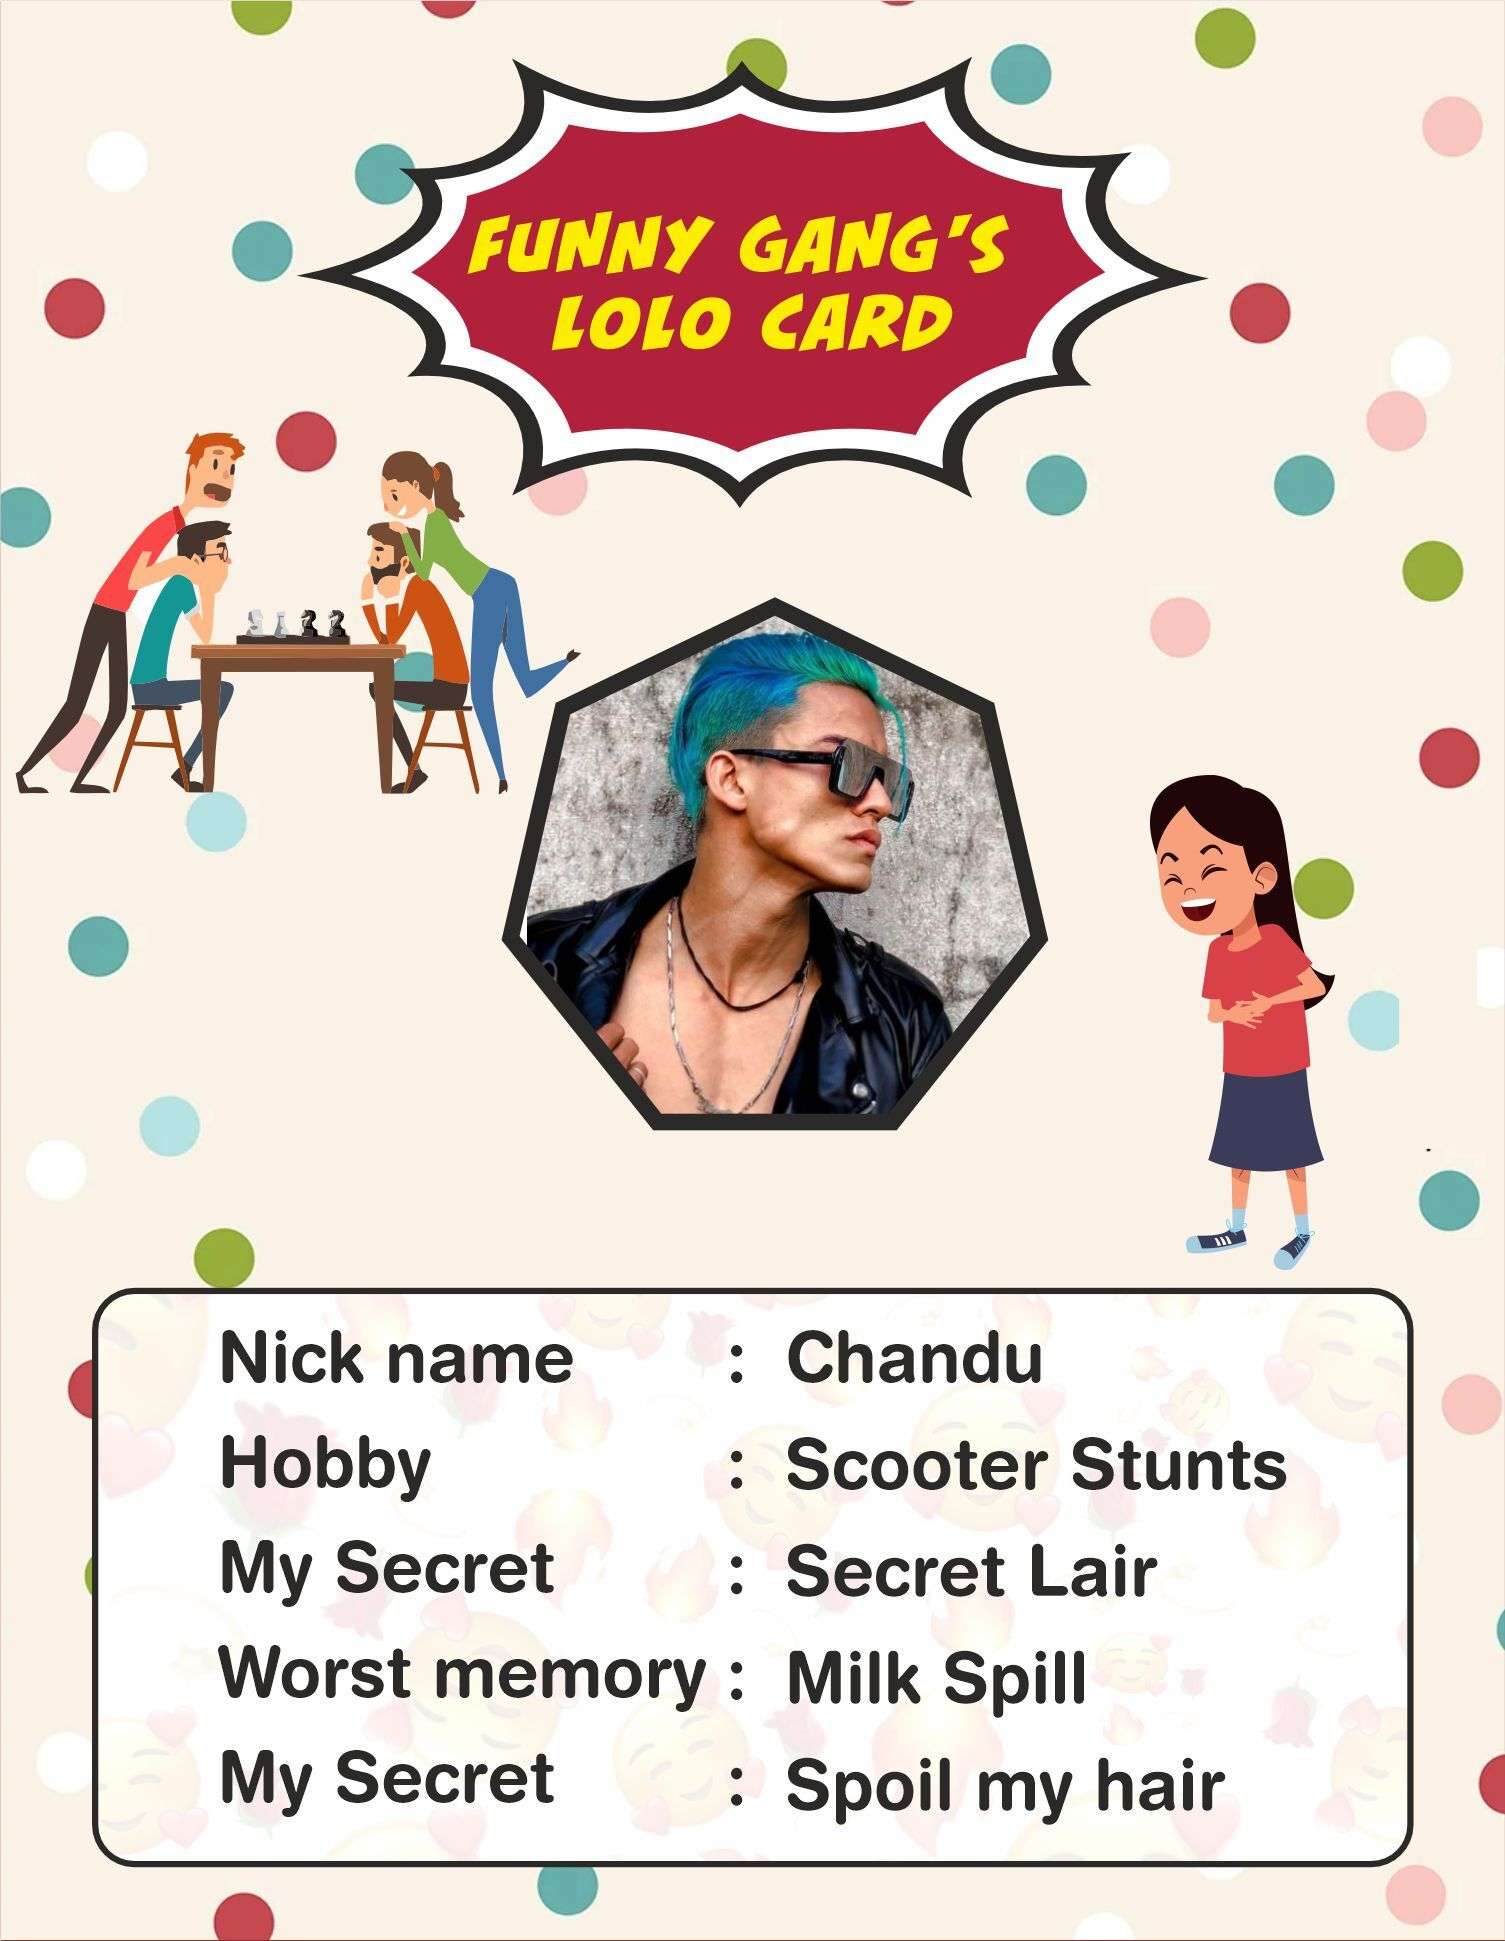 FUNNY GANG'S
LOLO CARD
Nick name : Chandu
Hobby : Scooter Stunts
My Secret : Secret Lair
Worst memory : Milk Spill
My Secret : Spoil my hair